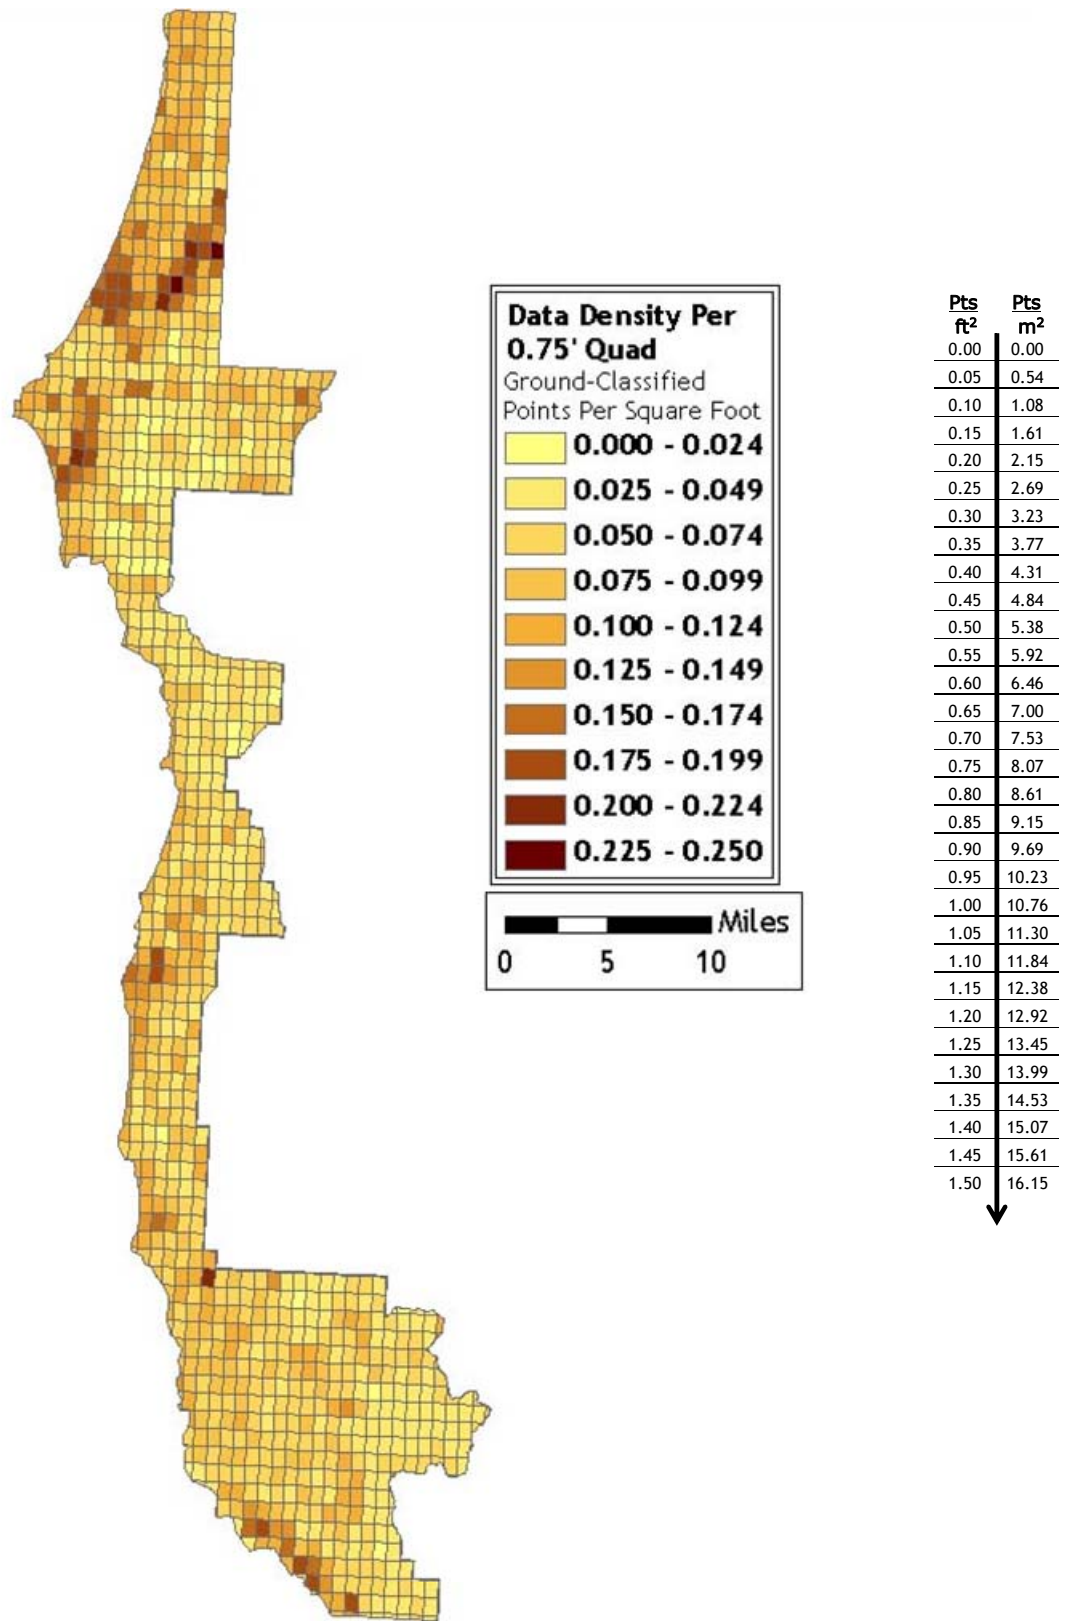 Data Density Per
0.75' Quad
Ground-Classified
Points Per Square Foot
0.000 - 0.024
0.025 - 0.049
0.050 - 0.074
0.075 - 0.099
0.100 - 0.124
0.125 - 0.149
0.150 - 0.174
0.175 - 0.199
0.200 - 0.224
0.225 - 0.250
Miles
0 5 10
Pts Pts
ft² m²
0.00 0.00
0.05 0.54
0.10 1.08
0.15 1.61
0.20 2.15
0.25 2.69
0.30 3.23
0.35 3.77
0.40 4.31
0.45 4.84
0.50 5.38
0.55 5.92
0.60 6.46
0.65 7.00
0.70 7.53
0.75 8.07
0.80 8.61
0.85 9.15
0.90 9.69
0.95 10.23
1.00 10.76
1.05 11.30
1.10 11.84
1.15 12.38
1.20 12.92
1.25 13.45
1.30 13.99
1.35 14.53
1.40 15.07
1.45 15.61
1.50 16.15